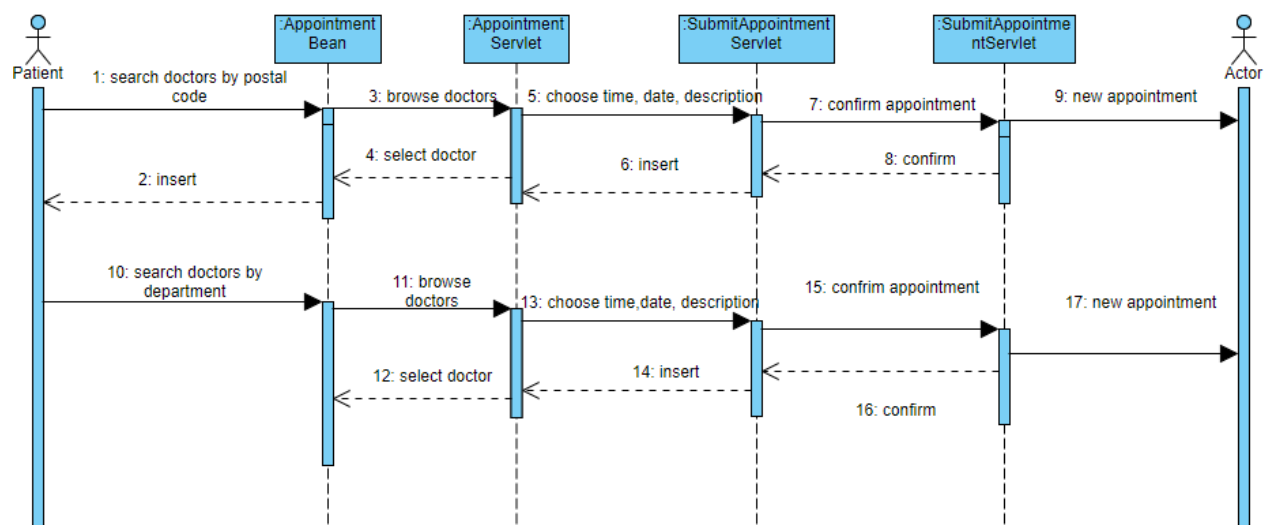 :Appointment
Bean
:Appointment
Servlet
:SubmitAppointment
Servlet
:SubmitAppointme
ntServlet
Patient
Actor
1: search doctors by postal
code
3: browse doctors
5: choose time, date, description
7: confirm appointment
9: new appointment
4: select doctor
6: insert
8: confirm
2: insert
10: search doctors by
department
11: browse
doctors
13: choose time,date, description
15: confrim appointment
17: new appointment
12: select doctor
14: insert
16: confirm